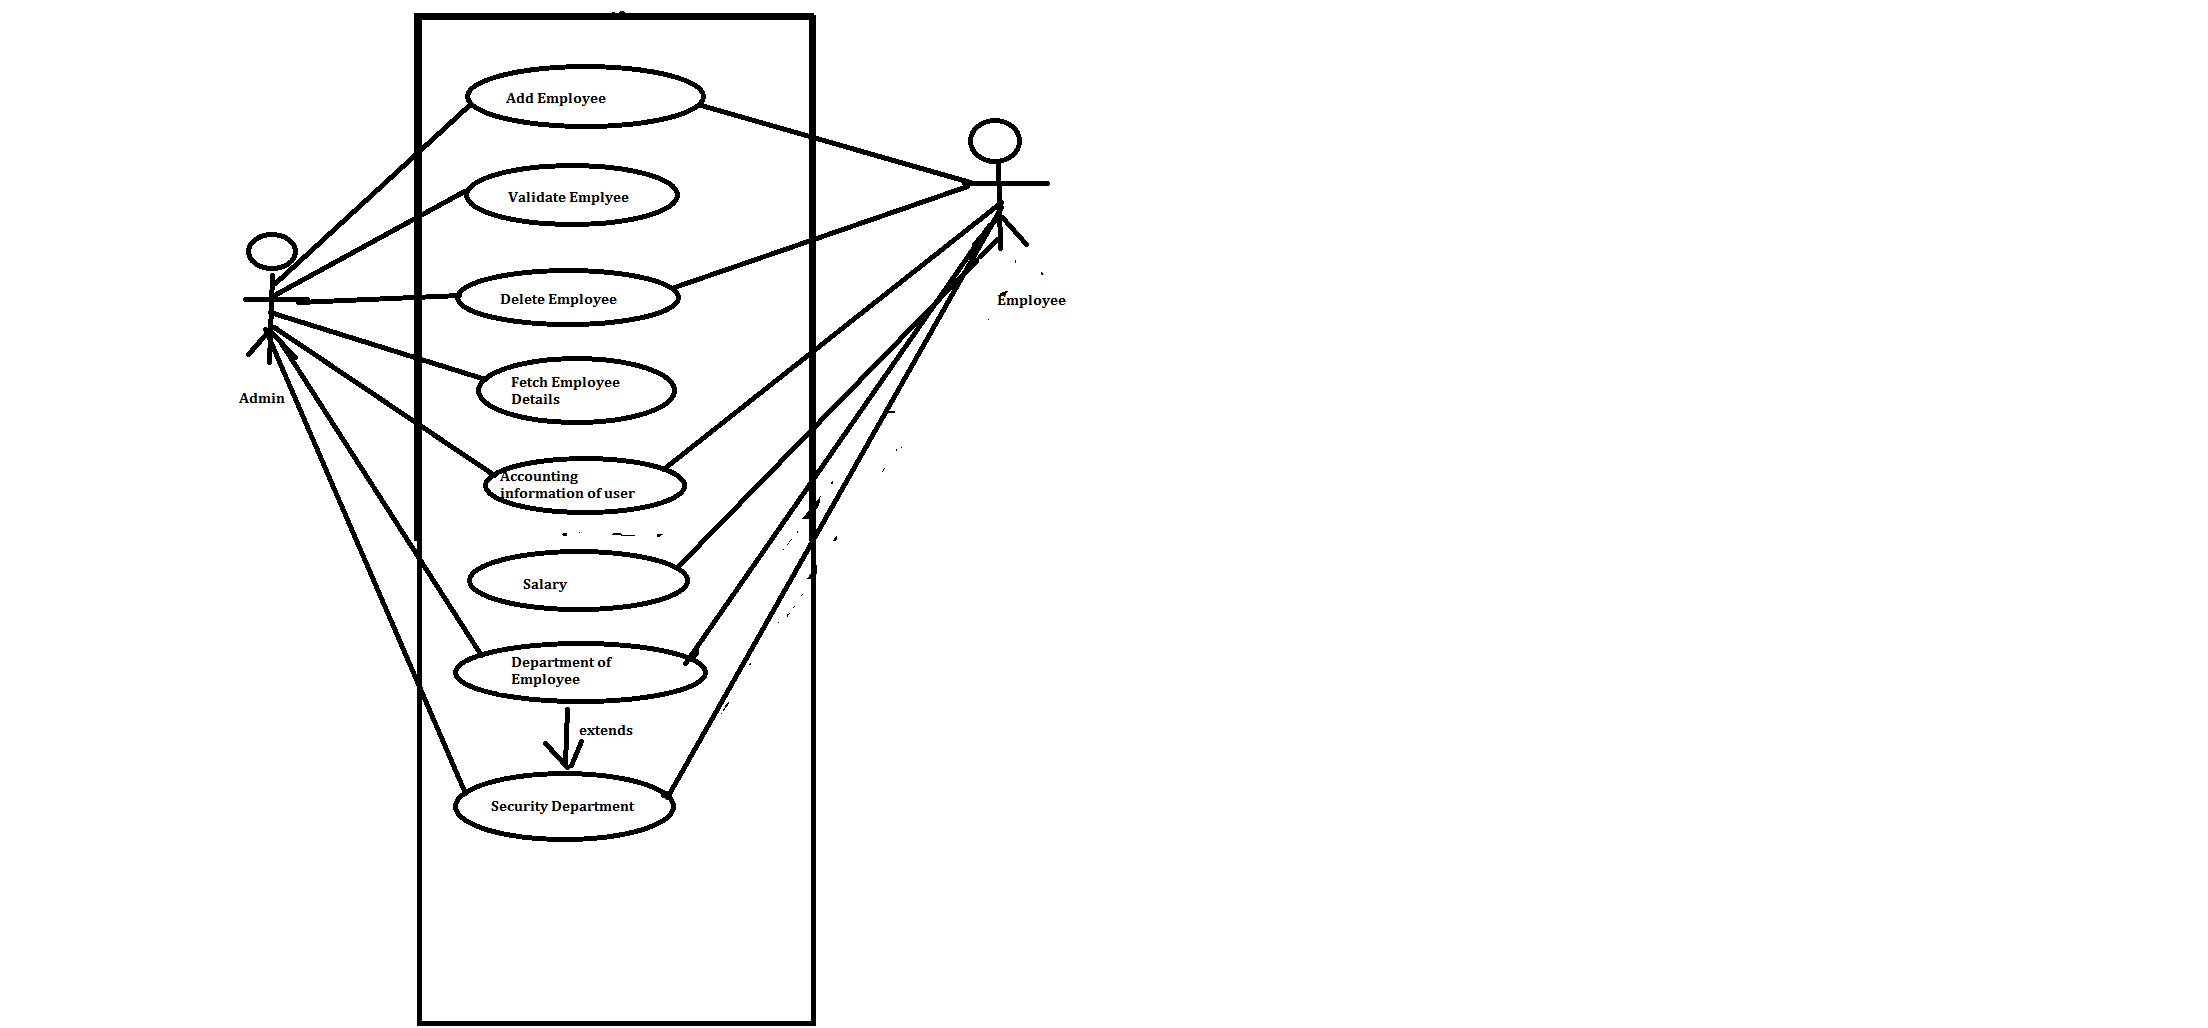 Add Employee
Validate Emplyee
Delete Employee
Employee
Fetch Employee
Details
Admin
Accounting
information of user
Salary
Department of
Employee
extends
Security Department